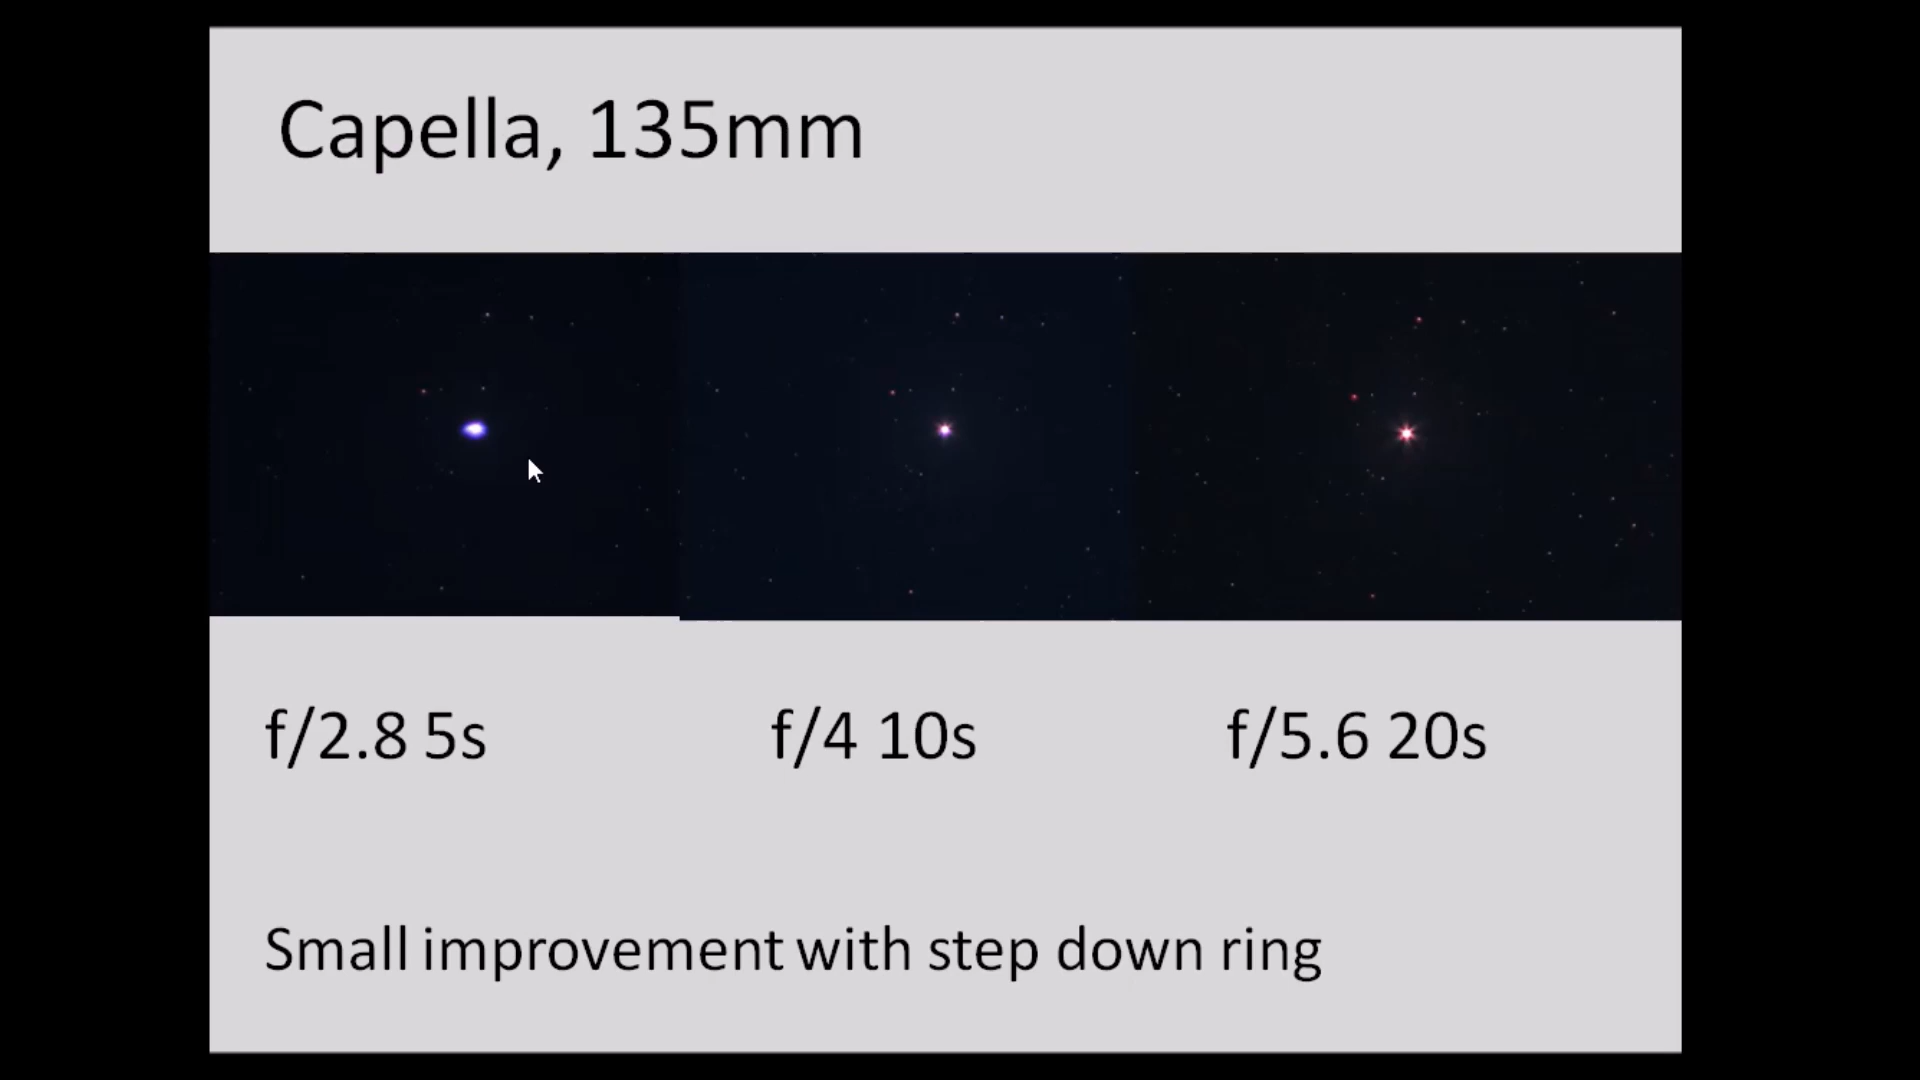 Capella, 135mm
f/2.8 5s
f/4 10s
f/5.6 20s
Small improvement with step down ring